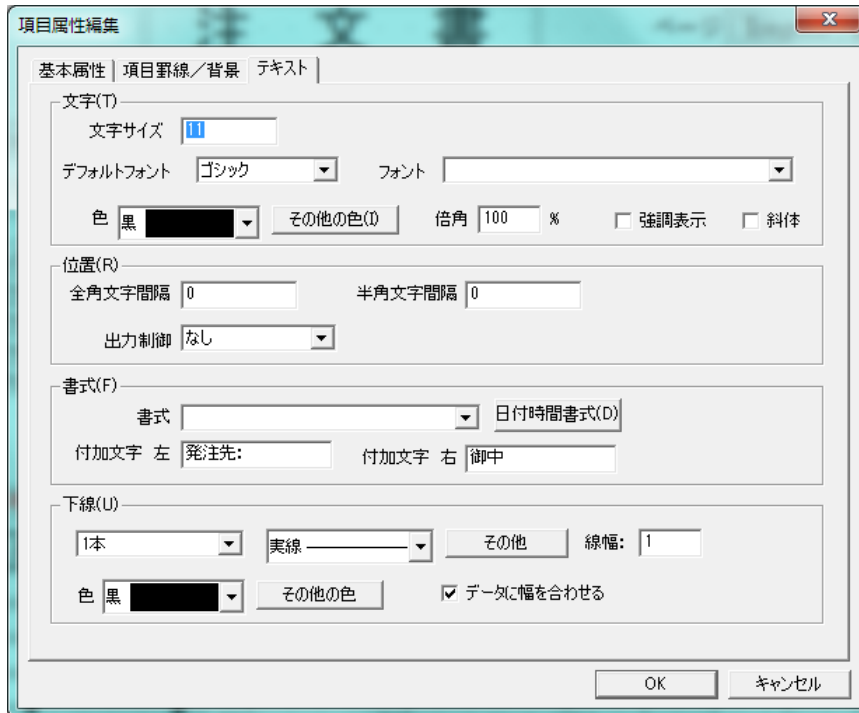 項目属性編集
注 文 書
基本属性 項目罫線／背景 テキスト
文字(T)
文字サイズ 11
デフォルトフォント ゴシック フォント
色 黒 その他の色(I) 倍角 100 % 強調表示 斜体
位置(R)
全角文字間隔 0 半角文字間隔 0
出力制御 なし
書式(F)
書式 日付時間書式(D)
付加文字 左 発注先: 付加文字 右 御中
下線(U)
1本 実線 その他 線幅: 1
色 黒 その他の色 データに幅を合わせる
OK キャンセル